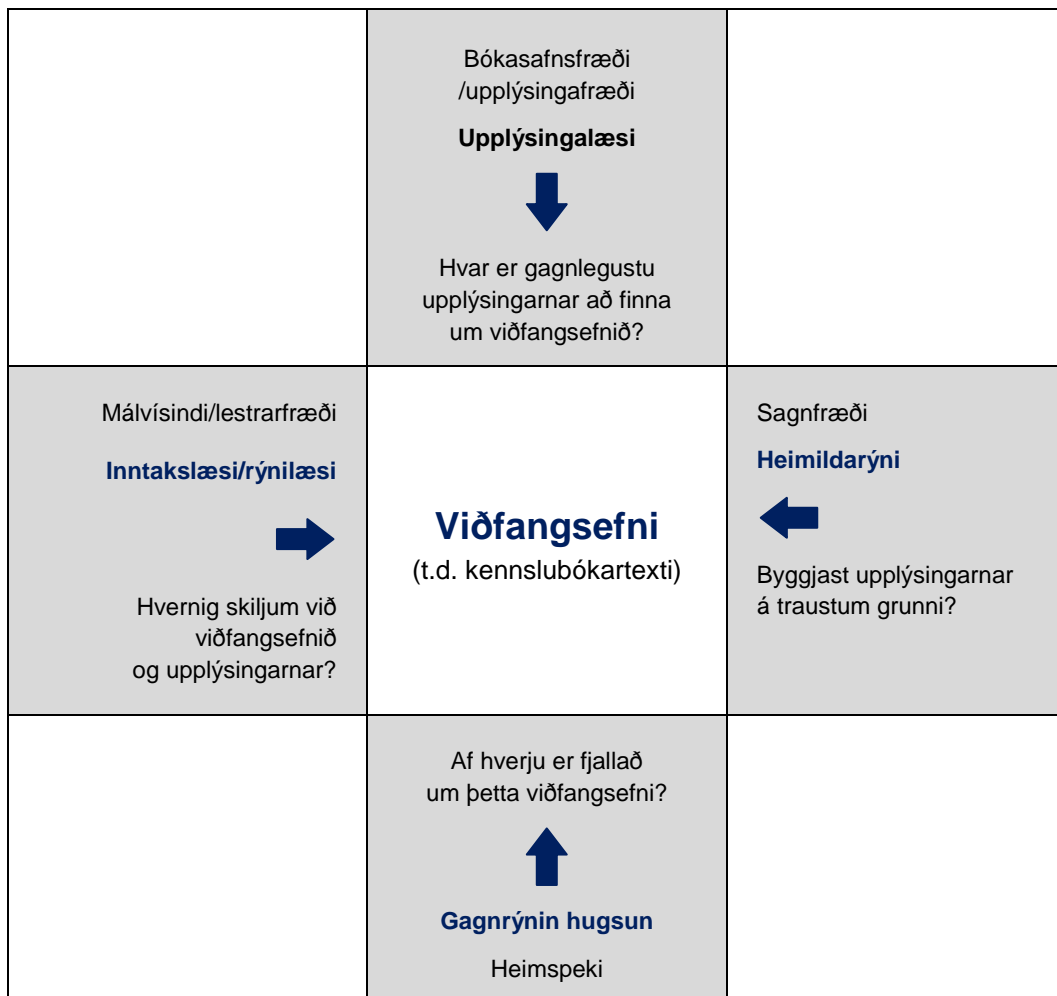 Bókasafnsfræði
/upplýsingafræði
Upplýsingalæsi
Hvar er gagnlegustu
upplýsingarnar að finna
um viðfangsefnið?
Málvísindi/lestrarfræði
Inntakslæsi/rýnilæsi
Hvernig skiljum við
viðfangsefnið
og upplýsingarnar?
Viðfangsefni
(t.d. kennslubókartexti)
Sagnfræði
Heimildarýni
Byggjast upplýsingarnar
á traustum grunni?
Af hverju er fjallað
um þetta viðfangsefni?
Gagnrýnin hugsun
Heimspeki